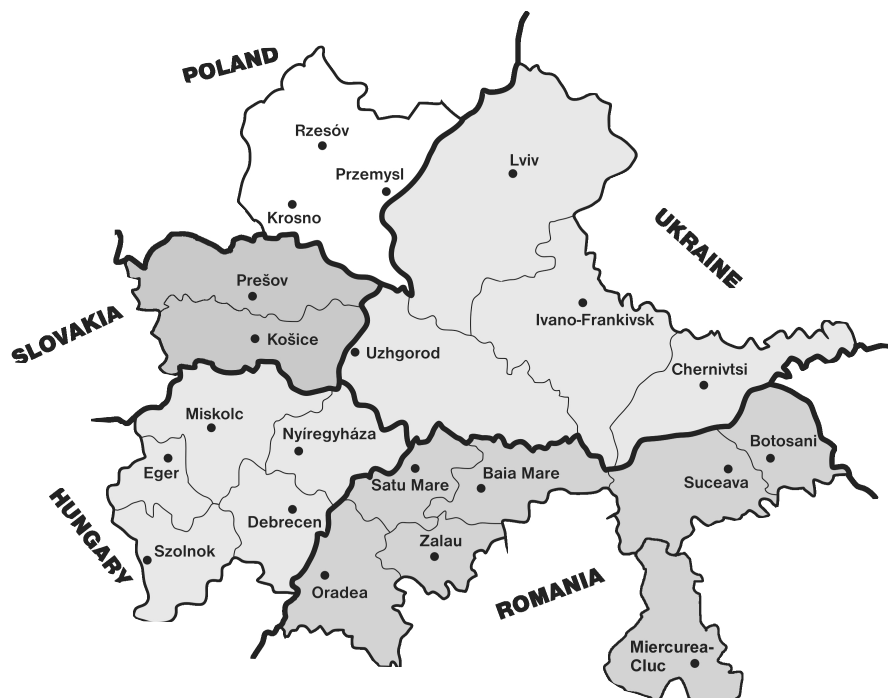 POLAND
Rzesóv
Przemysl
Krosno
Lviv
UKRAINE
Prešov
Košice
SLOVAKIA
Ivano-Frankivsk
Uzhgorod
Chernivtsi
Miskolc
Nyíregyháza
Eger
Debrecen
Szolnok
HUNGARY
Satu Mare
Baia Mare
Zalau
Oradea
ROMANIA
Botosani
Suceava
Miercurea-
Cluc